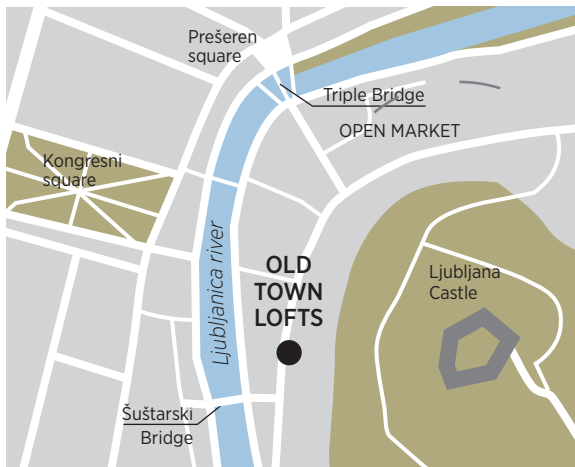 Prešeren
square
Triple Bridge
OPEN MARKET
Kongresni
square
Ljubljanica river
OLD
TOWN
LOFTS
Ljubljana
Castle
Šuštarski
Bridge